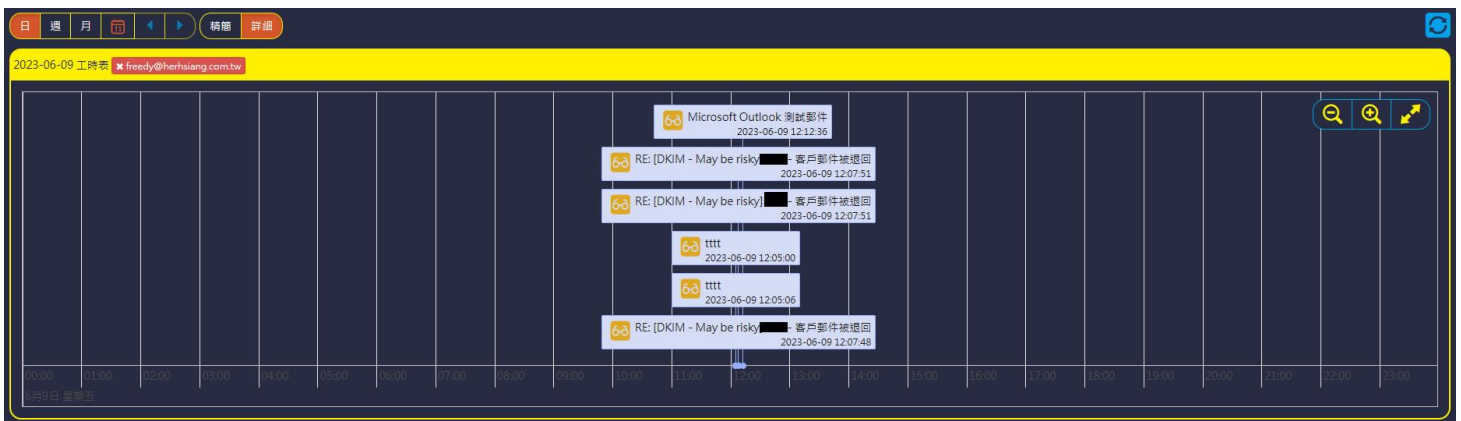 日 週 月 11 精簡 詳細
2023-06-09 工時表 ✖ freedy@herhsiang.com.tw
Microsoft Outlook 測試郵件
2023-06-09 12:12:36
RE: [DKIM - May be risky - 客戶郵件被退回
2023-06-09 12:07:51
RE: [DKIM - May be risky] - 客戶郵件被退回
2023-06-09 12:07:51
tttt
2023-06-09 12:05:00
tttt
2023-06-09 12:05:06
RE: [DKIM - May be risky - 客戶郵件被退回
2023-06-09 12:07:48
00:00 01:00 02:00 03:00 04:00 05:00 06:00 07:00 08:00 09:00 10:00 11:00 12:00 13:00 14:00 15:00 16:00 17:00 18:00 19:00 20:00 21:00 22:00 23:00
6月9日 星期五